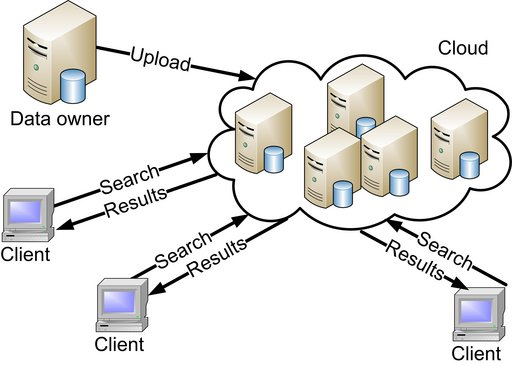 Cloud
Upload
Data owner
Search
Results
Client
Search
Results
Client
Search
Results
Client